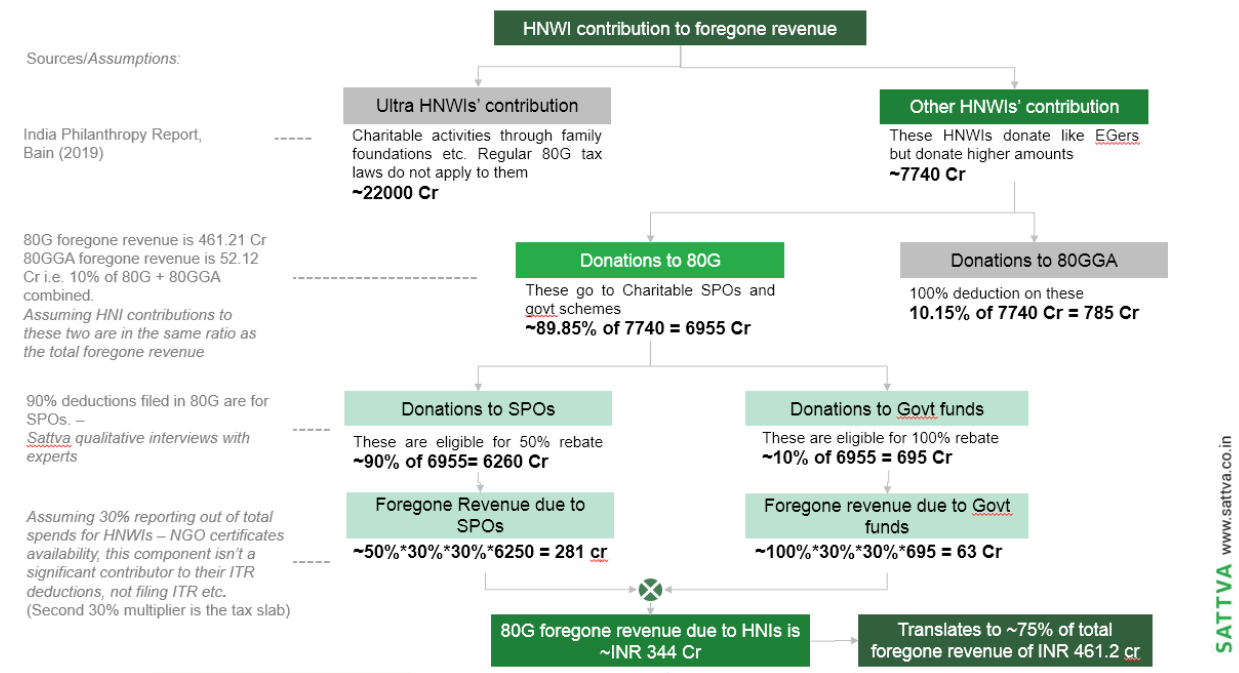 HNWI contribution to foregone revenue
Sources/Assumptions:
Ultra HNWIs' contribution
Other HNWIs' contribution
India Philanthropy Report,
Bain (2019)
Charitable activities through family
foundations etc. Regular 80G tax
laws do not apply to them
~22000 Cr
These HNWIs donate like EGers
but donate higher amounts
~7740 Cr
80G foregone revenue is 461.21 Cr
80GGA foregone revenue is 52.12
Cr i.e. 10% of 80G + 80GGA
combined.
Assuming HNI contributions to
these two are in the same ratio as
the total foregone revenue
Donations to 80G
These go to Charitable SPOs and
govt schemes
~89.85% of 7740 = 6955 Cr
Donations to 80GGA
100% deduction on these
10.15% of 7740 Cr = 785 Cr
90% deductions filed in 80G are for
SPOs. –
Sattva qualitative interviews with
experts
Donations to SPOs
These are eligible for 50% rebate
~90% of 6955= 6260 Cr
Donations to Govt funds
These are eligible for 100% rebate
~10% of 6955 = 695 Cr
Assuming 30% reporting out of total
spends for HNWIs – NGO certificates
availability, this component isn't a
significant contributor to their ITR
deductions, not filing ITR etc.
(Second 30% multiplier is the tax slab)
Foregone Revenue due to
SPOs
~50%*30%*30%*6250 = 281 cr
Foregone revenue due to Govt
funds
~100%*30%*30%*695 = 63 Cr
80G foregone revenue due to HNIs is
~INR 344 Cr
Translates to ~75% of total
foregone revenue of INR 461.2 cr
SATTVA www.sattva.co.in